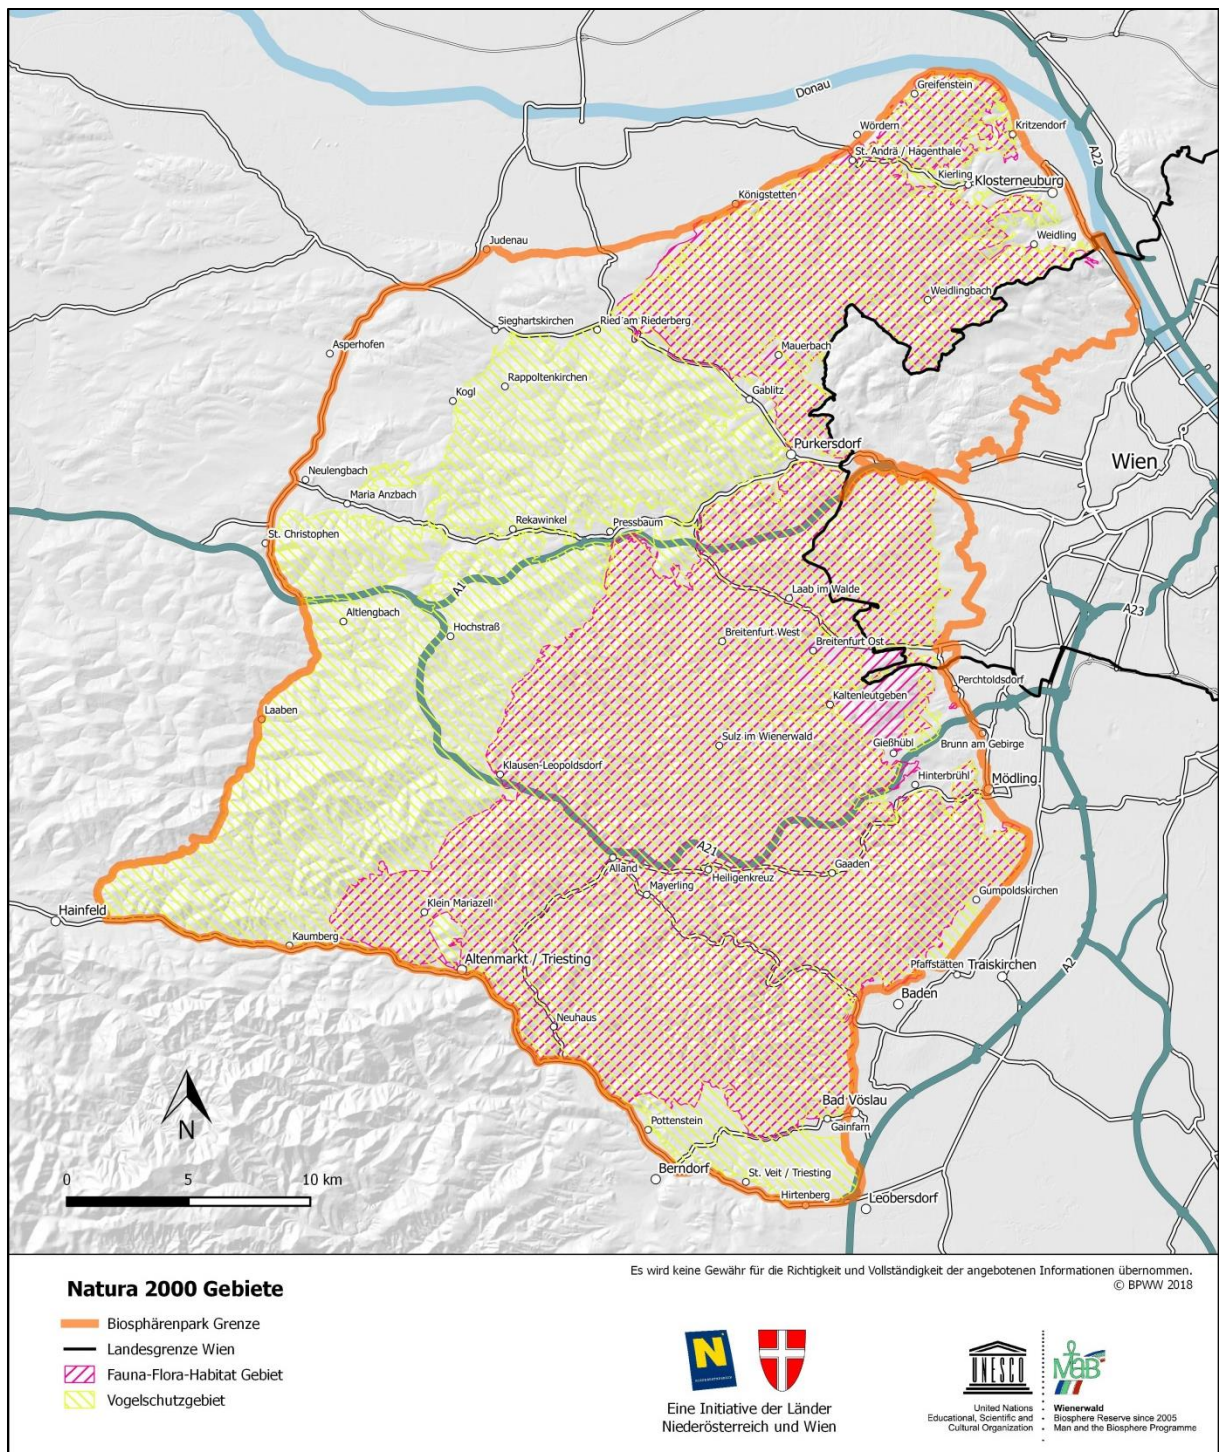 Donau
Greifenstein
Wördern
Kritzendorf
St. Andrä / Hagenthale
A22
Kierling
Klosterneuburg
Königstetten
Weidling
Judenau
Weidlingbach
Sieghartskirchen
Ried am Riederberg
Asperhofen
Mauerbach
Rappoltenkirchen
Kogl
Gablitz
Purkersdorf
Wien
Neulengbach
Maria Anzbach
Rekawinkel
Pressbaum
St. Christophen
A1
Laab im Walde
A23
Altlengbach
Hochstraß
Breitenfurt West
Breitenfurt Ost
Perchtoldsdorf
Kaltenleutgeben
Laaben
Sulz im Wienerwald
Gießhübl
Brunn am Gebirge
Klausen-Leopoldsdorf
Hinterbrühl
Mödling
A21
Alland
Heiligenkreuz
Gaaden
Mayerling
Gumpoldskirchen
Klein Mariazell
Hainfeld
Kaumberg
Altenmarkt / Triesting
Pfaffstätten
Traiskirchen
A2
Baden
Neuhaus
Bad Vöslau
Pottenstein
Gainfarn
N
Berndorf
St. Veit / Triesting
0 5 10 km
Hirtenberg
Leobersdorf
Es wird keine Gewähr für die Richtigkeit und Vollständigkeit der angebotenen Informationen übernommen.
© BPWW 2018
Natura 2000 Gebiete
Biosphärenpark Grenze
Landesgrenze Wien
Fauna-Flora-Habitat Gebiet
Vogelschutzgebiet
N
Eine Initiative der Länder
Niederösterreich und Wien
UNESCO
United Nations
Educational, Scientific and
Cultural Organization
MaB
Wienerwald
Biosphere Reserve since 2005
Man and the Biosphere Programme